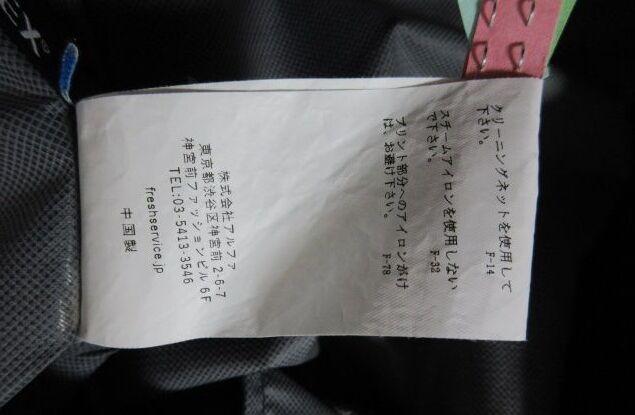 クリーニングネットを使用して
下さい。
F-14
スチームアイロンを使用しない
で下さい。
F-32
プリント部分へのアイロンがけ
は、お避け下さい。
F-78
株式会社アルファ
東京都渋谷区神宮前 2-6-7
神宮前ファッションビル 6F
TEL:03-5413-3546
freshservice.jp
中国製